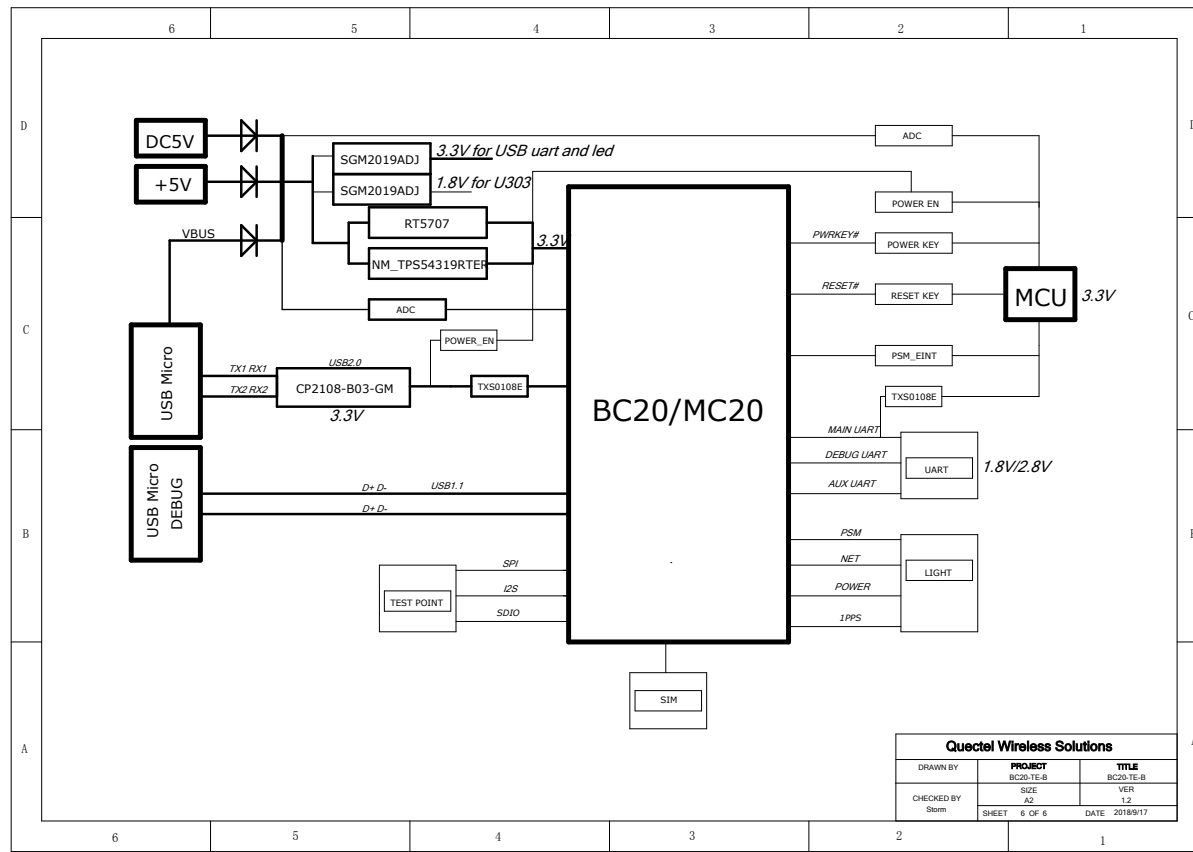 6 5 4 3 2 1
D
DC5V
ADC
SGM2019ADJ
3.3V for USB uart and led
+5V
SGM2019ADJ
1.8V for U303
POWER EN
RT5707
VBUS
3.3V
PWRKEY#
POWER KEY
NM_TPS54319RTER
RESET#
RESET KEY
MCU
3.3V
ADC
C
POWER_EN
PSM_EINT
USB Micro
TX1 RX1
USB2.0
TX2 RX2
CP2108-B03-GM
3.3V
TXS0108E
TXS0108E
BC20/MC20
MAIN UART
DEBUG UART
UART
1.8V/2.8V
AUX UART
USB Micro
DEBUG
D+ D-
USB1.1
D+ D-
B
PSM
NET
LIGHT
POWER
1PPS
SPI
TEST POINT
I2S
SDIO
SIM
A
Quectel Wireless Solutions
DRAWN BY
PROJECT
BC20-TE-B
TITLE
BC20-TE-B
CHECKED BY
Storm
SIZE
A2
VER
1.2
SHEET 6 OF 6
DATE 2018/9/17
6 5 4 3 2 1